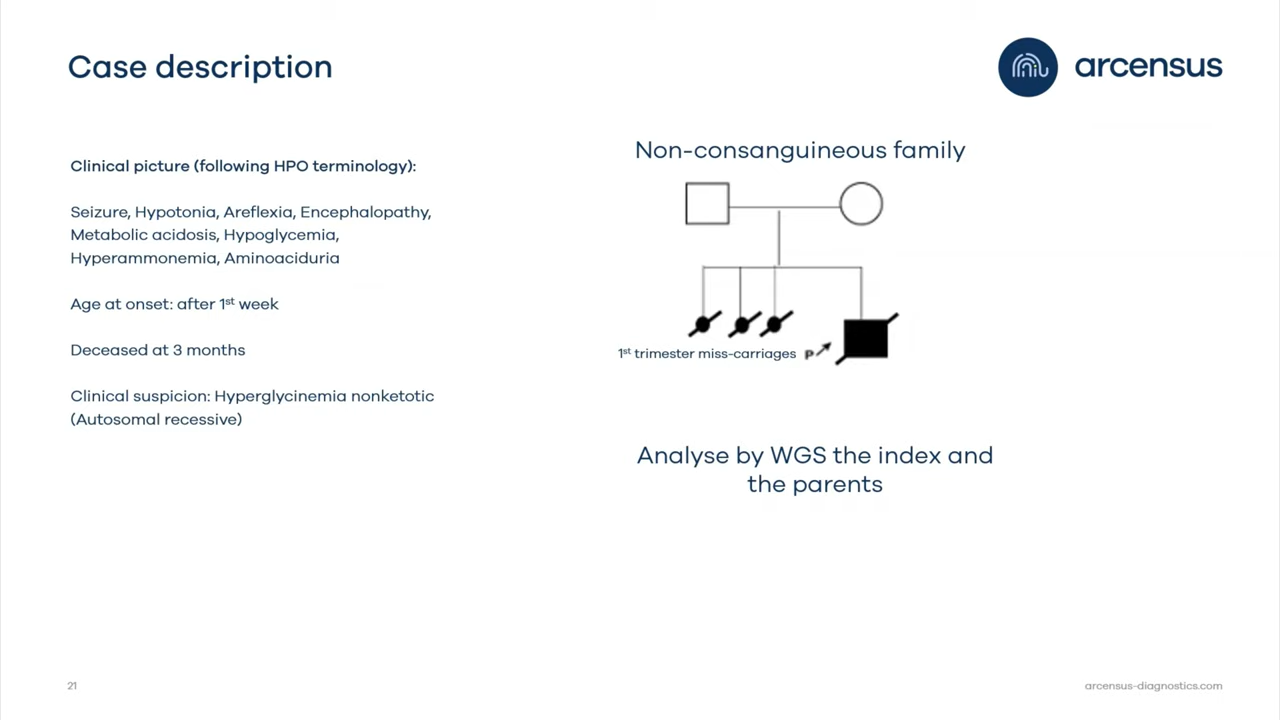 Case description
arcensus
Clinical picture (following HPO terminology):
Seizure, Hypotonia, Areflexia, Encephalopathy,
Metabolic acidosis, Hypoglycemia,
Hyperammonemia, Aminoaciduria
Age at onset: after 1st week
Deceased at 3 months
Clinical suspicion: Hyperglycinemia nonketotic
(Autosomal recessive)
Non-consanguineous family
1st trimester miss-carriages
P
Analyse by WGS the index and
the parents
21
arcensus-diagnostics.com